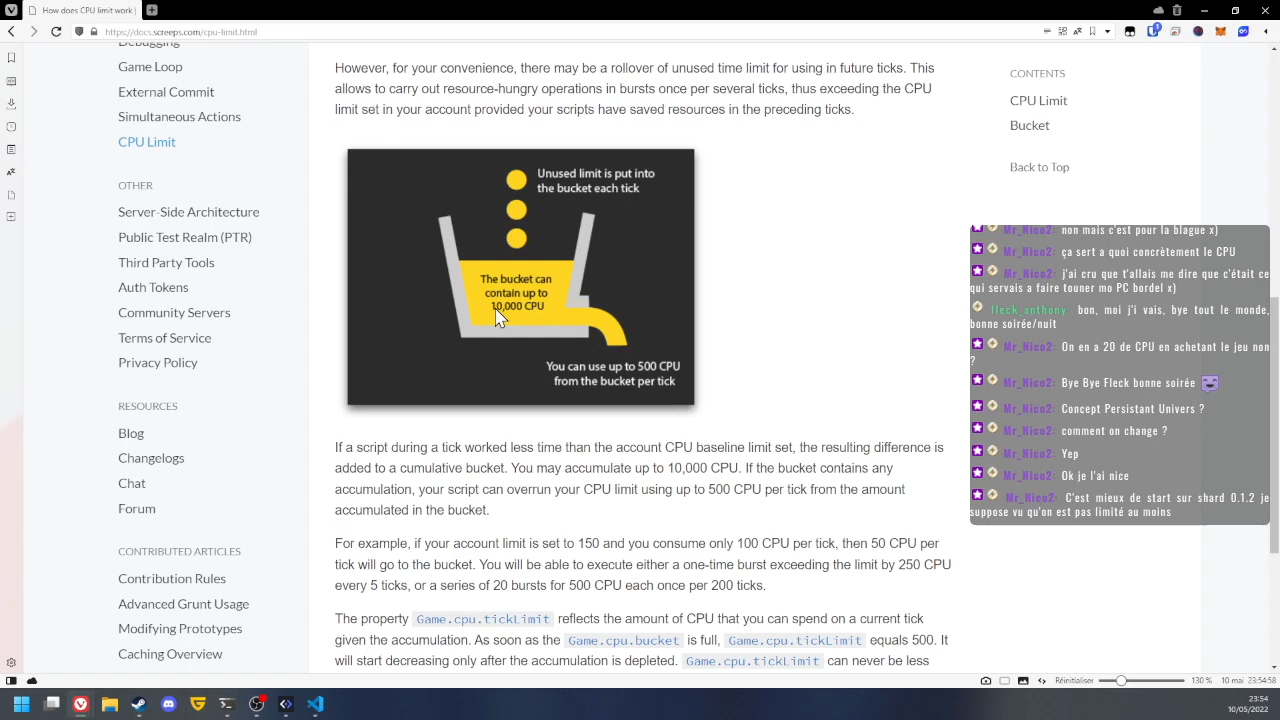 How does CPU limit work |
https://docs.screeps.com/cpu-limit.html
Debugging
Game Loop
External Commit
Simultaneous Actions
CPU Limit
OTHER
Server-Side Architecture
Public Test Realm (PTR)
Third Party Tools
Auth Tokens
Community Servers
Terms of Service
Privacy Policy
RESOURCES
Blog
Changelogs
Chat
Forum
CONTRIBUTED ARTICLES
Contribution Rules
Advanced Grunt Usage
Modifying Prototypes
Caching Overview
However, for your convenience, there may be a rollover of unused time limit for using in future ticks. This
allows to carry out resource-hungry operations in bursts once per several ticks, thus exceeding the CPU
limit set in your account provided your scripts have saved resources in the preceding ticks.
Unused limit is put into
the bucket each tick
The bucket can
contain up to
10,000 CPU
You can use up to 500 CPU
from the bucket per tick
If a script during a tick worked less time than the account CPU baseline limit set, the resulting difference is
added to a cumulative bucket. You may accumulate up to 10,000 CPU. If the bucket contains any
accumulation, your script can overrun your CPU limit using up to 500 CPU per tick from the amount
accumulated in the bucket.
For example, if your account limit is set to 150 and you consume only 100 CPU per tick, then 50 CPU per
tick will go to the bucket. You will be able to execute either a one-time burst exceeding the limit by 250 CPU
every 5 ticks, or a series of 20 bursts for 500 CPU each once per 200 ticks.
The property Game.cpu.tickLimit reflects the amount of CPU that you can spend on a current tick
given the accumulation. As soon as the Game.cpu.bucket is full, Game.cpu.tickLimit equals 500. It
will start decreasing only after the accumulation is depleted. Game.cpu.tickLimit can never be less
CONTENTS
CPU Limit
Bucket
Back to Top
Mr_Nico2: non mais c'est pour la blague x)
Mr_Nico2: ça sert a quoi concrètement le CPU
Mr_Nico2: j'ai cru que t'allais me dire que c'était ce
qui servais a faire touner mo PC bordel x)
fleck_anthony: bon, moi j'i vais, bye tout le monde,
bonne soirée/nuit
Mr_Nico2: On en a 20 de CPU en achetant le jeu non
?
Mr_Nico2: Bye Bye Fleck bonne soirée
Mr_Nico2: Concept Persistant Univers ?
Mr_Nico2: comment on change ?
Mr_Nico2: Yep
Mr_Nico2: Ok je l'ai nice
Mr_Nico2: C'est mieux de start sur shard 0.1.2 je
suppose vu qu'on est pas limité au moins
Réinitialiser
130 %
10 mai 23:54:58
23:54
10/05/2022